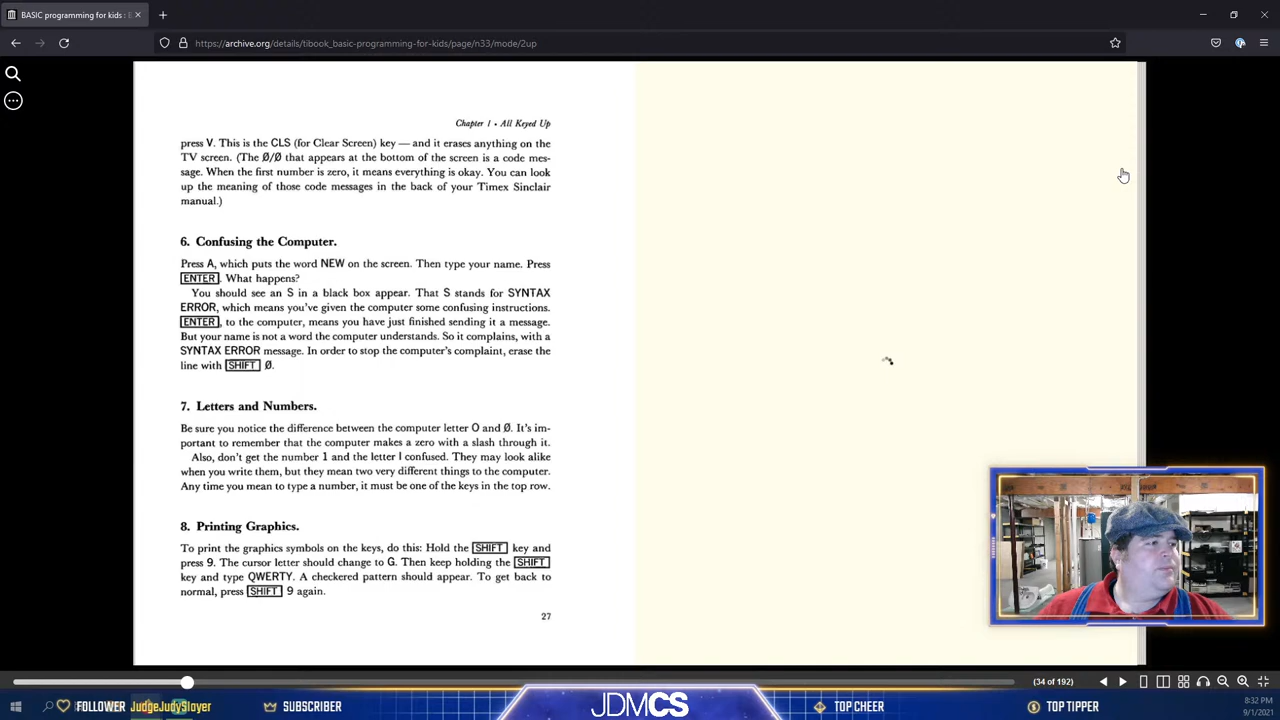 BASIC programming for kids : 
https://archive.org/details/tibook_basic-programming-for-kids/page/n33/mode/2up
Chapter 1 • All Keyed Up
press V. This is the CLS (for Clear Screen) key — and it erases anything on the
TV screen. (The Ø/Ø that appears at the bottom of the screen is a code mes-
sage. When the first number is zero, it means everything is okay. You can look
up the meaning of those code messages in the back of your Timex Sinclair
manual.)
6. Confusing the Computer.
Press A, which puts the word NEW on the screen. Then type your name. Press
ENTER. What happens?
You should see an S in a black box appear. That S stands for SYNTAX
ERROR, which means you've given the computer some confusing instructions.
ENTER, to the computer, means you have just finished sending it a message.
But your name is not a word the computer understands. So it complains, with a
SYNTAX ERROR message. In order to stop the computer's complaint, erase the
line with SHIFT Ø.
7. Letters and Numbers.
Be sure you notice the difference between the computer letter O and Ø. It's im-
portant to remember that the computer makes a zero with a slash through it.
Also, don't get the number 1 and the letter I confused. They may look alike
when you write them, but they mean two very different things to the computer.
Any time you mean to type a number, it must be one of the keys in the top row.
8. Printing Graphics.
To print the graphics symbols on the keys, do this: Hold the SHIFT key and
press 9. The cursor letter should change to G. Then keep holding the SHIFT
key and type QWERTY. A checkered pattern should appear. To get back to
normal, press SHIFT 9 again.
27
(34 of 192)
FOLLOWER JudgeJudySlayer
SUBSCRIBER
JDMCS
TOP CHEER
TOP TIPPER
8:32 PM
9/1/2021